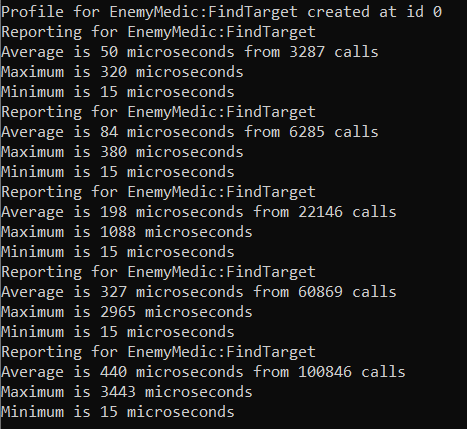 Profile for EnemyMedic:FindTarget created at id 0
Reporting for EnemyMedic:FindTarget
Average is 50 microseconds from 3287 calls
Maximum is 320 microseconds
Minimum is 15 microseconds
Reporting for EnemyMedic:FindTarget
Average is 84 microseconds from 6285 calls
Maximum is 380 microseconds
Minimum is 15 microseconds
Reporting for EnemyMedic:FindTarget
Average is 198 microseconds from 22146 calls
Maximum is 1088 microseconds
Minimum is 15 microseconds
Reporting for EnemyMedic:FindTarget
Average is 327 microseconds from 60869 calls
Maximum is 2965 microseconds
Minimum is 15 microseconds
Reporting for EnemyMedic:FindTarget
Average is 440 microseconds from 100846 calls
Maximum is 3443 microseconds
Minimum is 15 microseconds